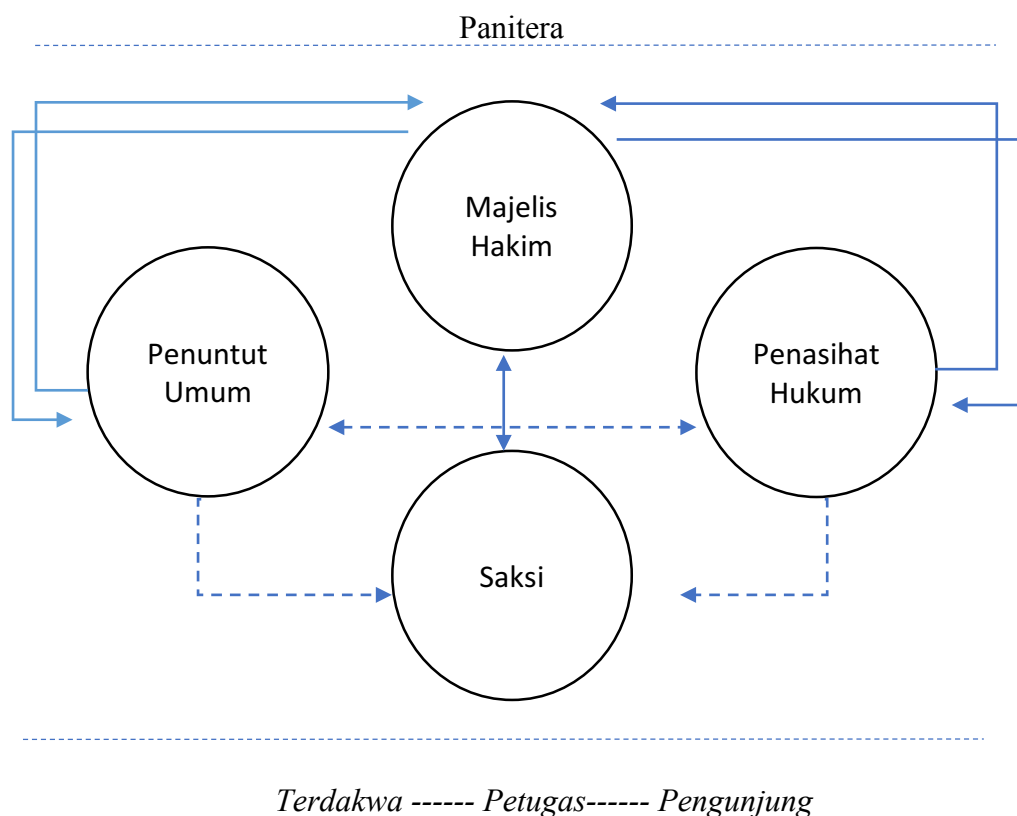 Panitera
Majelis
Hakim
Penuntut
Umum
Penasihat
Hukum
Saksi
Terdakwa ------ Petugas------ Pengunjung